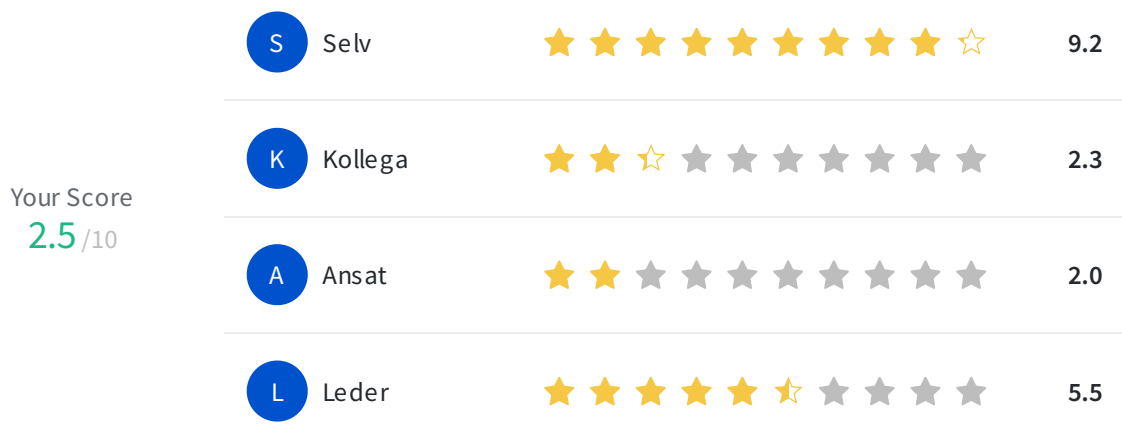 Your Score
2.5 /10
S Selv 9.2
K Kollega 2.3
A Ansat 2.0
L Leder 5.5